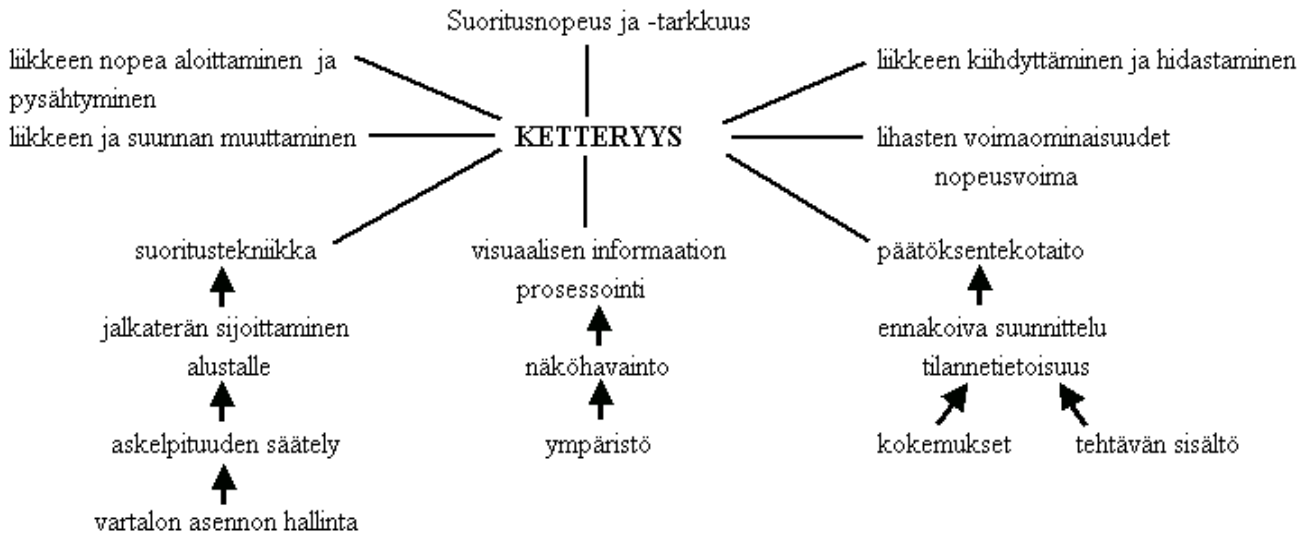 Suoritusnopeus ja -tarkkuus
liikkeen nopea aloittaminen ja
pysähtyminen
liikkeen kiihdyttäminen ja hidastaminen
liikkeen ja suunnan muuttaminen
KETTERYYS
lihasten voimaominaisuudet
nopeusvoima
suoritustekniikka
visuaalisen informaation
prosessointi
päätöksentekotaito
jalkaterän sijoittaminen
alustalle
näköhavainto
ennakoiva suunnittelu
tilannetietoisuus
askelpituuden säätely
ympäristö
kokemukset
tehtävän sisältö
vartalon asennon hallinta